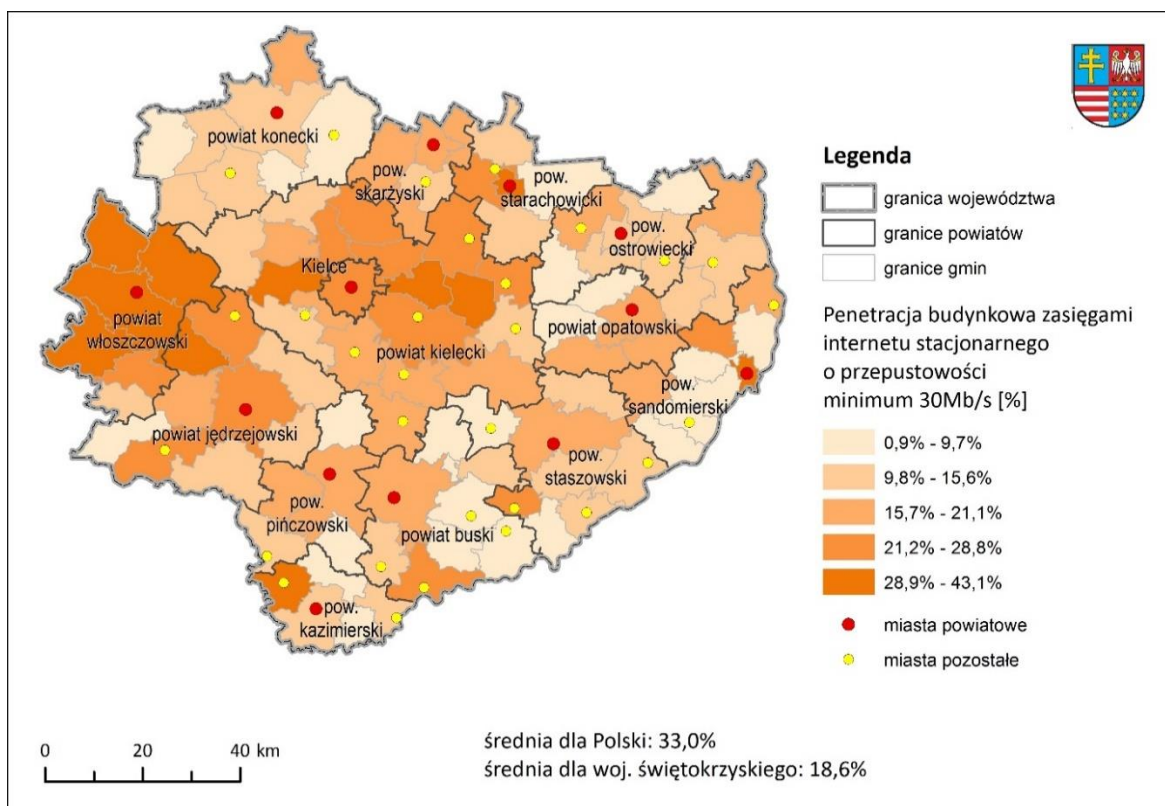 powiat konecki
pow.
skarżyski
pow.
starachowicki
pow.
ostrowiecki
Kielce
powiat
włoszczowski
powiat kielecki
powiat opatowski
pow.
sandomierski
powiat jędrzejowski
pow.
staszowski
pow.
pińczowski
powiat buski
pow.
kazimierski
Legenda
granica województwa
granice powiatów
granice gmin
Penetracja budynkowa zasięgami
internetu stacjonarnego
o przepustowości
minimum 30Mb/s [%]
0,9% - 9,7%
9,8% - 15,6%
15,7% - 21,1%
21,2% - 28,8%
28,9% - 43,1%
miasta powiatowe
miasta pozostałe
0 20 40 km
średnia dla Polski: 33,0%
średnia dla woj. świętokrzyskiego: 18,6%